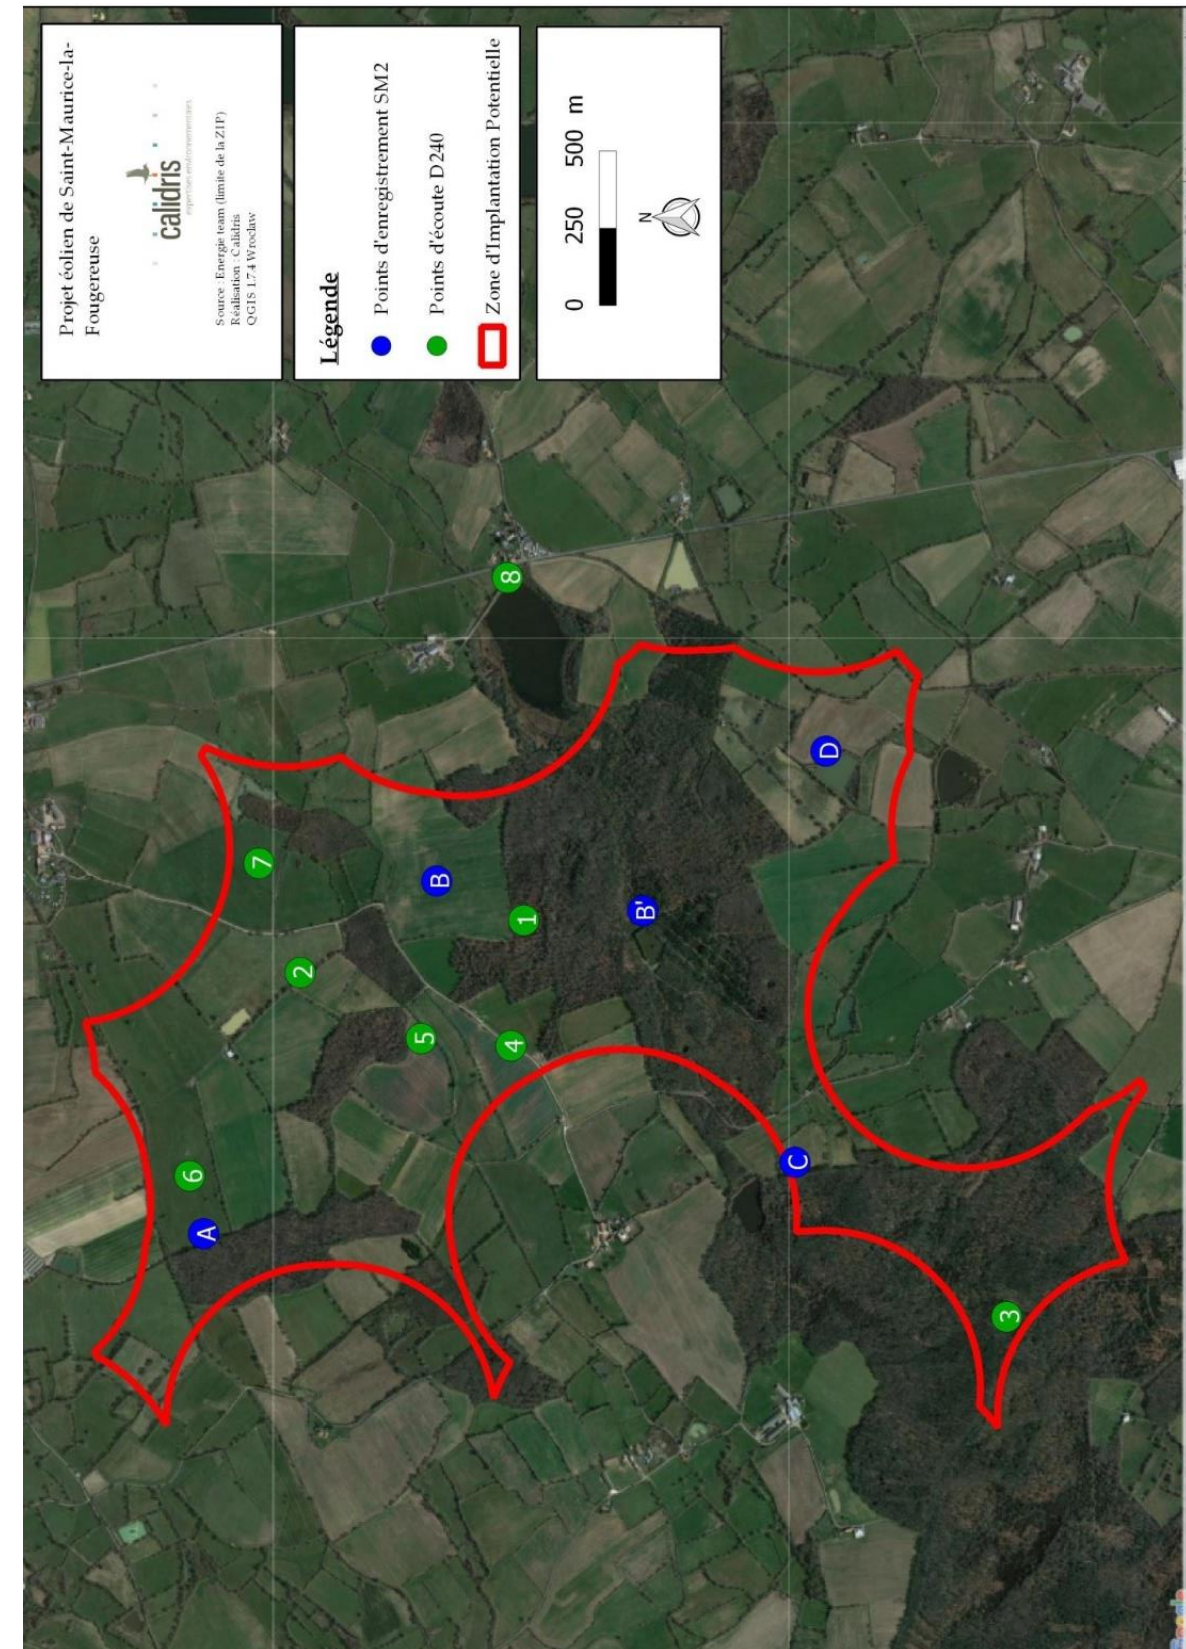 Projet éolien de Saint-Maurice-la-
Fougereuse
calidris
expertises environnementales
Source : Energie team (limite de la ZIP)
Réalisation : Calidris
QGIS 1.7.4 Wroclaw
Légende
Points d'enregistrement SM2
Points d'écoute D240
Zone d'Implantation Potentielle
0 250 500 m
N
A
6
7
2
5
B
4
1
8
B'
C
D
3